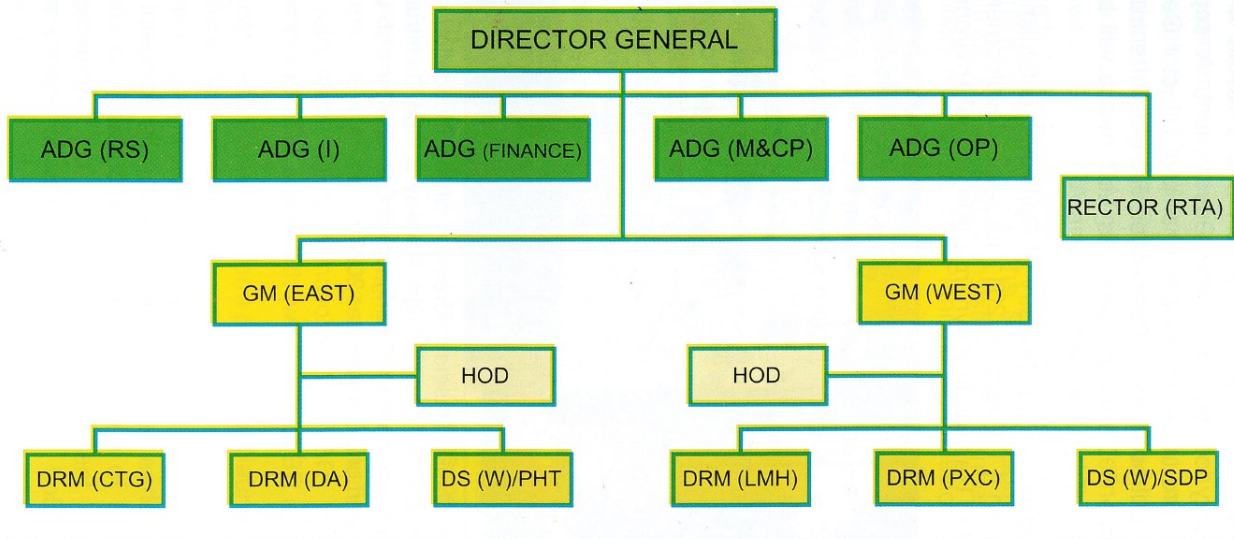 DIRECTOR GENERAL
ADG (RS)
ADG (I)
ADG (FINANCE)
ADG (M&CP)
ADG (OP)
RECTOR (RTA)
GM (EAST)
GM (WEST)
HOD
HOD
DRM (CTG)
DRM (DA)
DS (W)/PHT
DRM (LMH)
DRM (PXC)
DS (W)/SDP